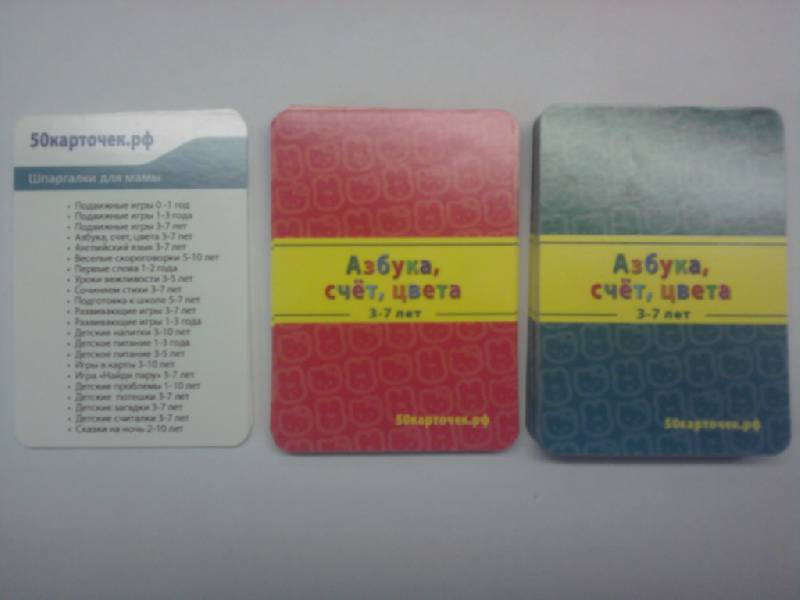 50карточек.рф
Шпаргалки для мамы
• Подвижные игры 0 -1 год
• Подвижные игры 1-3 года
• Подвижные игры 3-7 лет
• Азбука, счет, цвета 3-7 лет
• Английский язык 3-7 лет
• Веселые скороговорки 5-10 лет
• Первые слова 1-2 года
• Уроки вежливости 3-5 лет
• Сочиняем стихи 3-7 лет
• Подготовка к школе 5-7 лет
• Развивающие игры 3-7 лет
• Развивающие игры 1-3 года
• Детские напитки 3-10 лет
• Детское питание 1-3 года
• Детское питание 3-5 лет
• Игры в карты 3-10 лет
• Игра «Найди пару» 3-7 лет
• Детские проблемы 1-10 лет
• Детские потешки 3-7 лет
• Детские загадки 3-7 лет
• Детские считалки 3-7 лет
• Сказки на ночь 2-10 лет
Азбука,
счёт, цвета
3-7 лет
50карточек.рф
Азбука,
счёт, цвета
3-7 лет
50карточек.рф